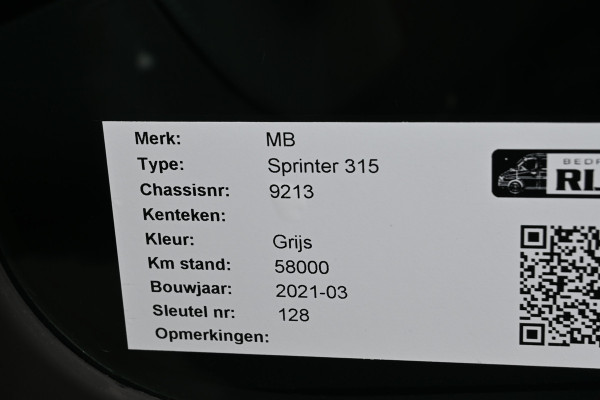 Merk: MB
Type: Sprinter 315
Chassisnr: 9213
Kenteken:
Kleur: Grijs
Km stand: 58000
Bouwjaar: 2021-03
Sleutel nr: 128
Opmerkingen: